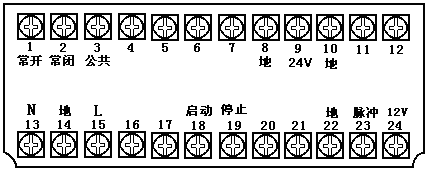 1 2 3 4 5 6 7 8 9 10 11 12
常开 常闭 公共 地 24V 地
N 地 L 启动 停止 地 脉冲 12V
13 14 15 16 17 18 19 20 21 22 23 24